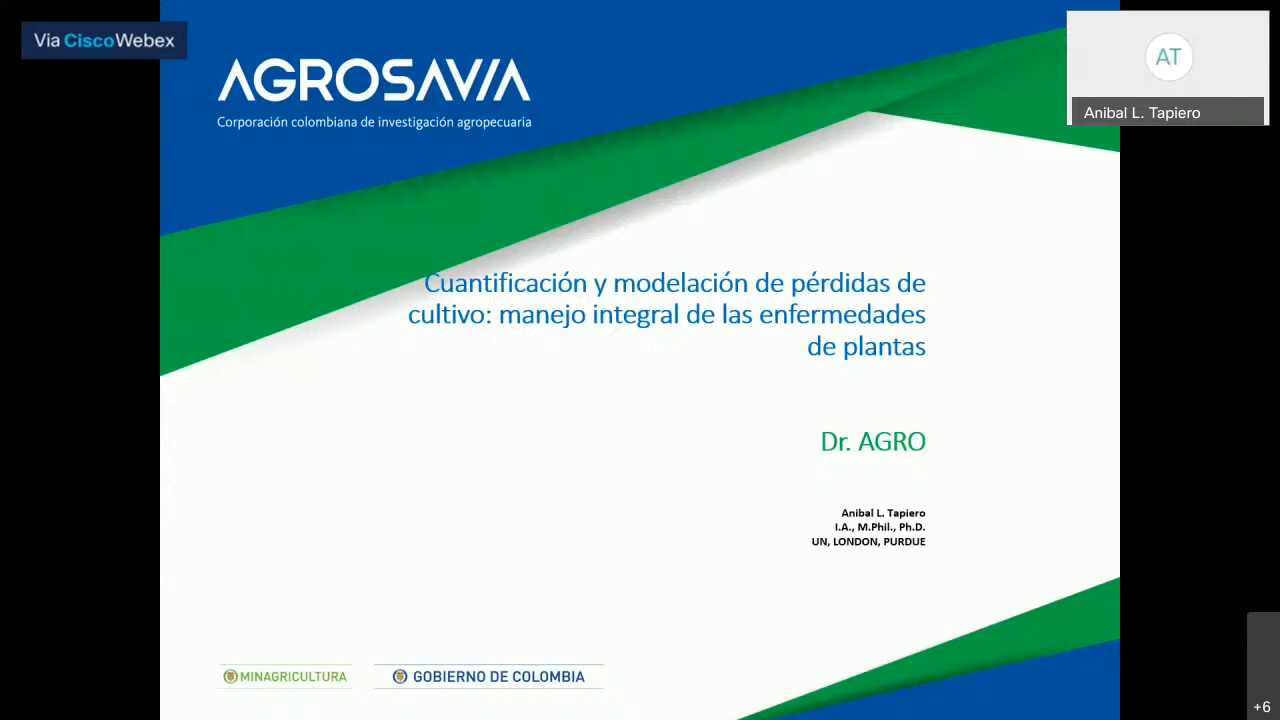 Vía CiscoWebex
AGROSAVIA
Corporación colombiana de investigación agropecuaria
AT
Anibal L. Tapiero
Cuantificación y modelación de pérdidas de
cultivo: manejo integral de las enfermedades
de plantas
Dr. AGRO
Anibal L. Tapiero
I.A., M.Phil., Ph.D.
UN, LONDON, PURDUE
MINAGRICULTURA
GOBIERNO DE COLOMBIA
+6